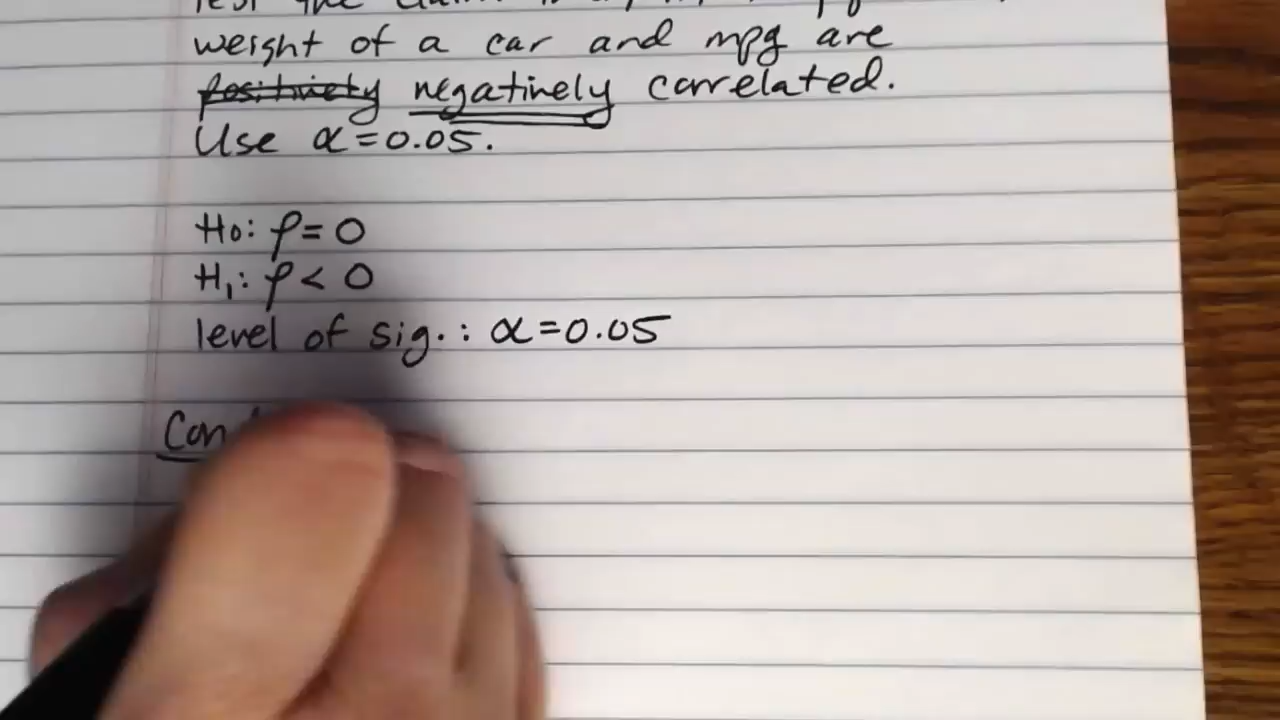 weight of a car and mpg are
positively negatively correlated.
Use α=0.05.
H0: ρ=0
H1: ρ< 0
level of sig.: α=0.05